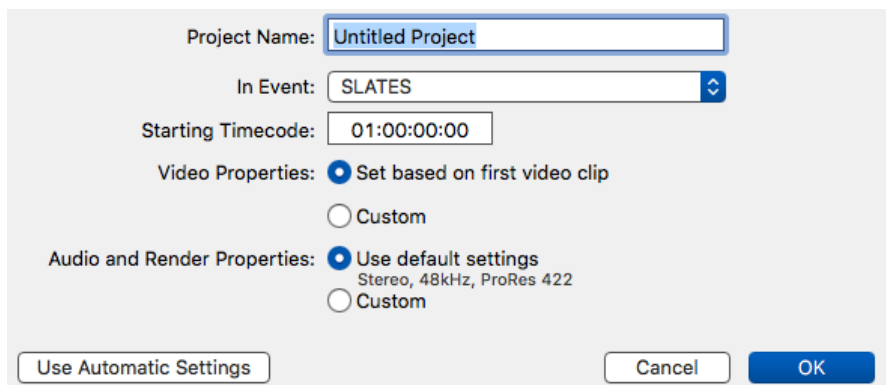 Project Name: Untitled Project
In Event: SLATES
Starting Timecode: 01:00:00:00
Video Properties: Set based on first video clip
Custom
Audio and Render Properties: Use default settings
Stereo, 48kHz, ProRes 422
Custom
Use Automatic Settings Cancel OK